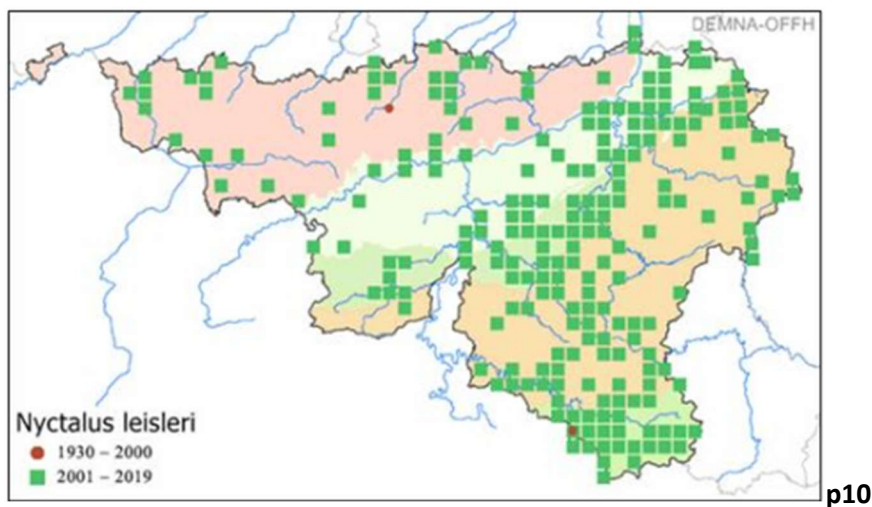 DEMNA-OFFH
Nyctalus leisleri
1930 – 2000
2001 – 2019
p10